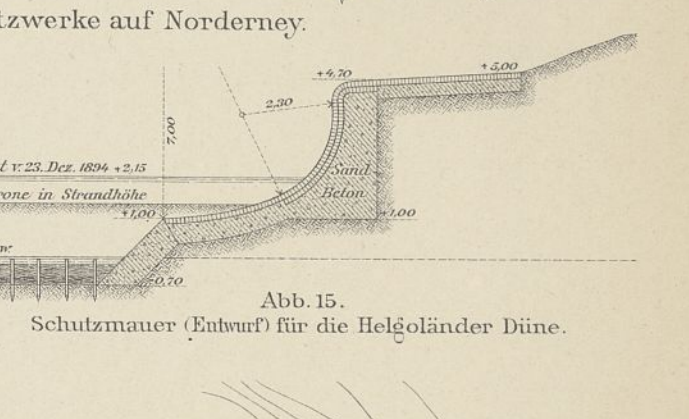 tzwerke auf Norderney.
+4,70
+5,00
2,30
7,00
t v. 23. Dez. 1894 +2,15
Sand
rone in Strandhöhe
Beton
+1,00
+1,00
w.
-0,70
Abb. 15.
Schutzmauer (Entwurf) für die Helgoländer Düne.